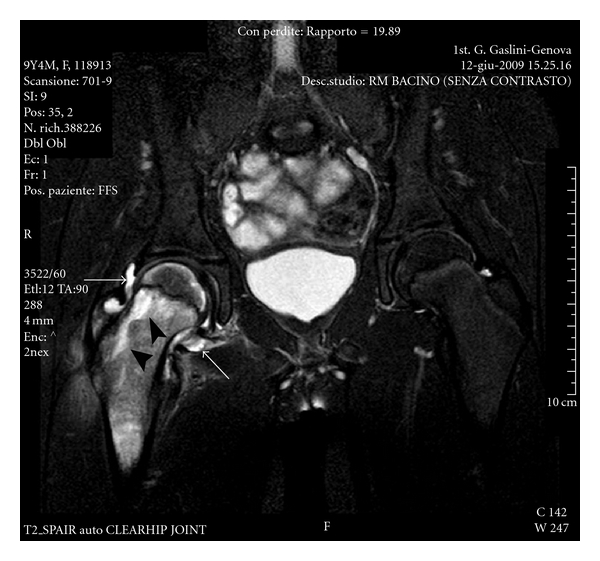 Con perdite: Rapporto = 19.89
1st. G. Gaslini-Genova
12-giu-2009 15.25.16
Desc.studio: RM BACINO (SENZA CONTRASTO)
9Y4M, F, 118913
Scansione: 701-9
SI: 9
Pos: 35, 2
N. rich.388226
Dbl Obl
Ec: 1
Fr: 1
Pos. paziente: FFS
R
3522/60
Etl:12 TA:90
288
4 mm
Enc: ^
2nex
10 cm
C 142
W 247
T2_SPAIR auto CLEARHIP JOINT
F